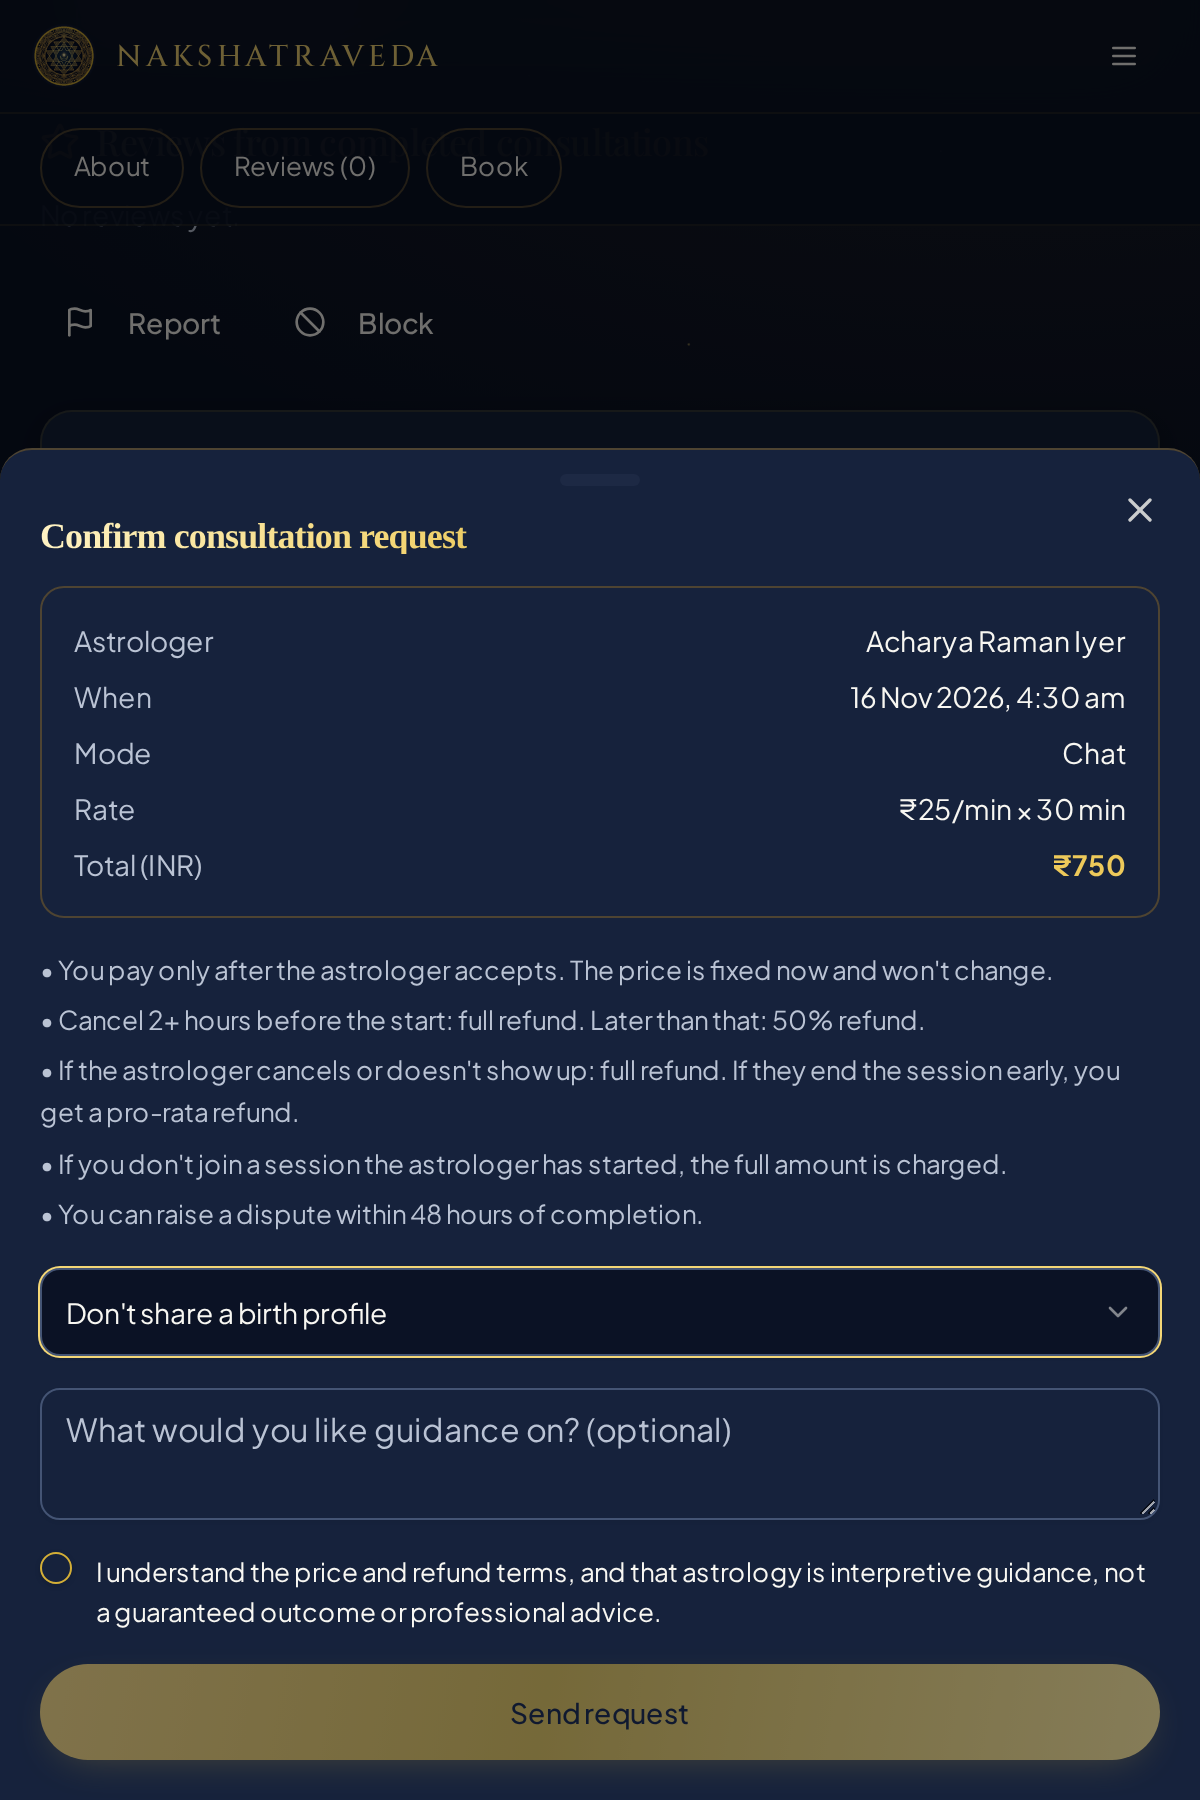 NAKSHATRAVEDA
Reviews from completed consultations
About
Reviews (0)
Book
No reviews yet
Report
Block
Confirm consultation request
Astrologer
Acharya Raman Iyer
When
16 Nov 2026, 4:30 am
Mode
Chat
Rate
₹25/min × 30 min
Total (INR)
₹750
• You pay only after the astrologer accepts. The price is fixed now and won't change.
• Cancel 2+ hours before the start: full refund. Later than that: 50% refund.
• If the astrologer cancels or doesn't show up: full refund. If they end the session early, you
get a pro-rata refund.
• If you don't join a session the astrologer has started, the full amount is charged.
• You can raise a dispute within 48 hours of completion.
Don't share a birth profile
What would you like guidance on? (optional)
I understand the price and refund terms, and that astrology is interpretive guidance, not
a guaranteed outcome or professional advice.
Send request